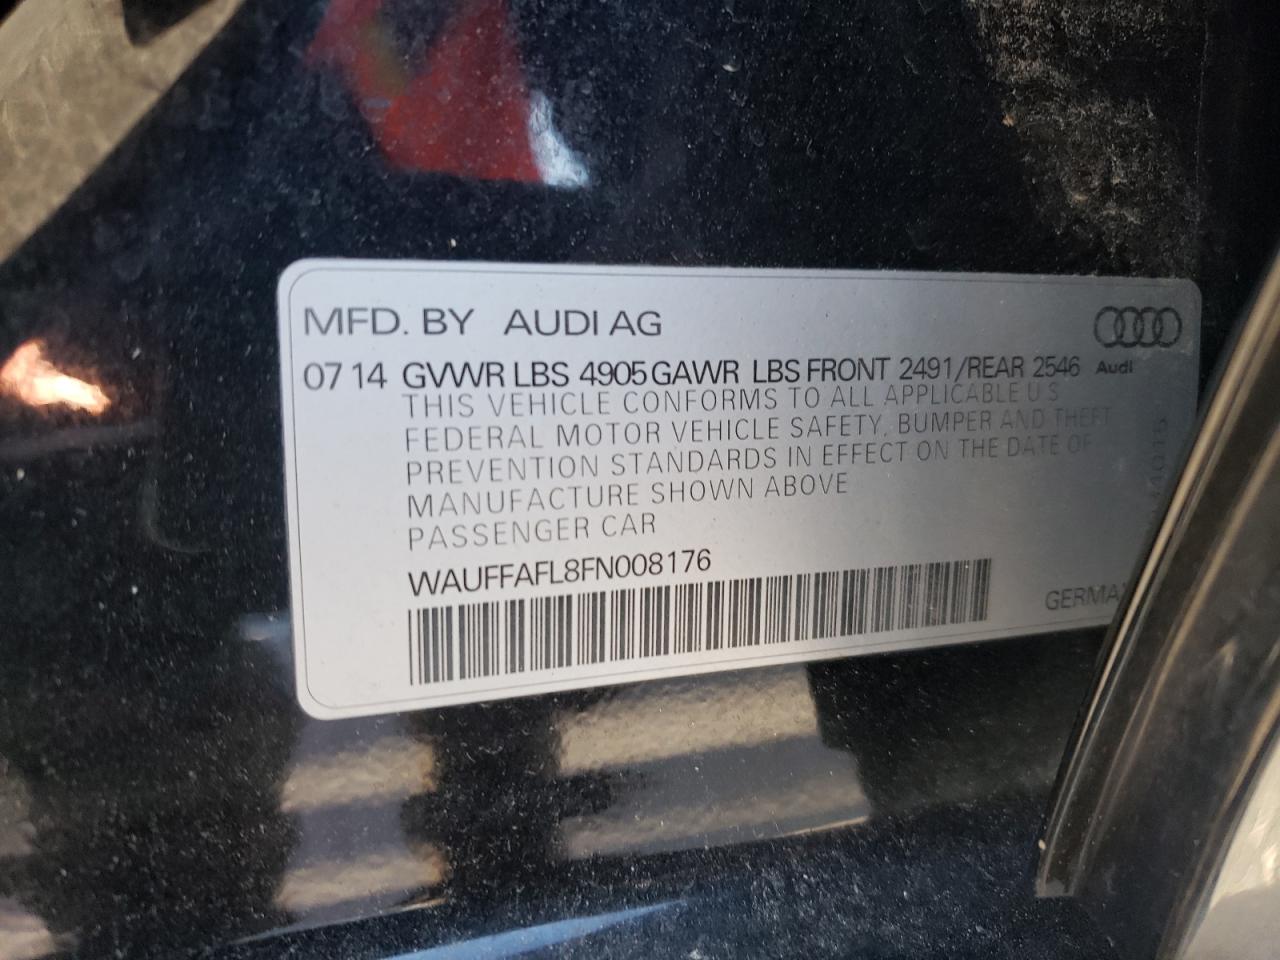 MFD. BY AUDI AG
07 14 GVWR LBS 4905 GAWR LBS FRONT 2491/REAR 2546 Audi
THIS VEHICLE CONFORMS TO ALL APPLICABLE U S
FEDERAL MOTOR VEHICLE SAFETY, BUMPER AND THEFT
PREVENTION STANDARDS IN EFFECT ON THE DATE OF
MANUFACTURE SHOWN ABOVE
PASSENGER CAR
WAUFFAFL8FN008176